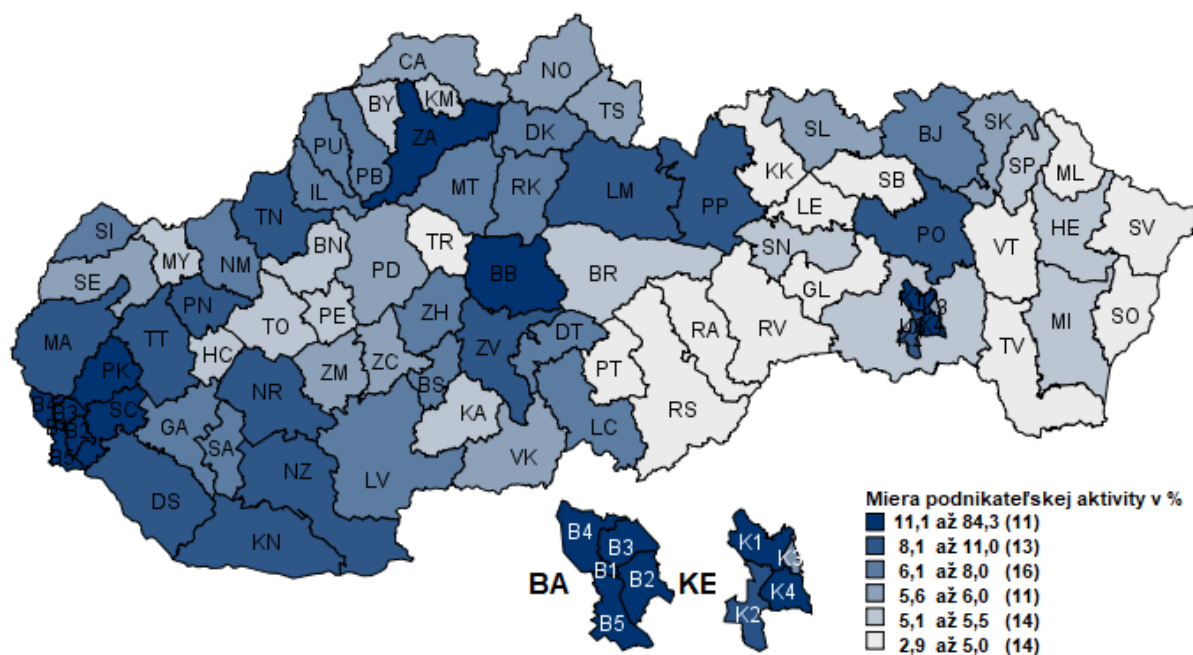 CA
NO
BY
KM
TS
ZA
DK
PU
PB
IL
MT
RK
LM
PP
KK
SL
BJ
SK
SP
ML
SB
LE
SN
PO
VT
HE
SV
GL
TN
SI
MY
NM
SE
BN
PD
TR
BB
BR
RA
RV
MI
SO
TV
MA
TT
PN
HC
TO
PE
ZH
ZM
ZC
BS
ZV
DT
PT
RS
PK
SC
B4
B3
B2
B5
GA
SA
NR
NZ
LV
KA
VK
LC
DS
KN
BA
B4
B3
B1
B2
B5
KE
K1
K3
K4
K2
Miera podnikateľskej aktivity v %
11,1 až 84,3 (11)
8,1 až 11,0 (13)
6,1 až 8,0 (16)
5,6 až 6,0 (11)
5,1 až 5,5 (14)
2,9 až 5,0 (14)